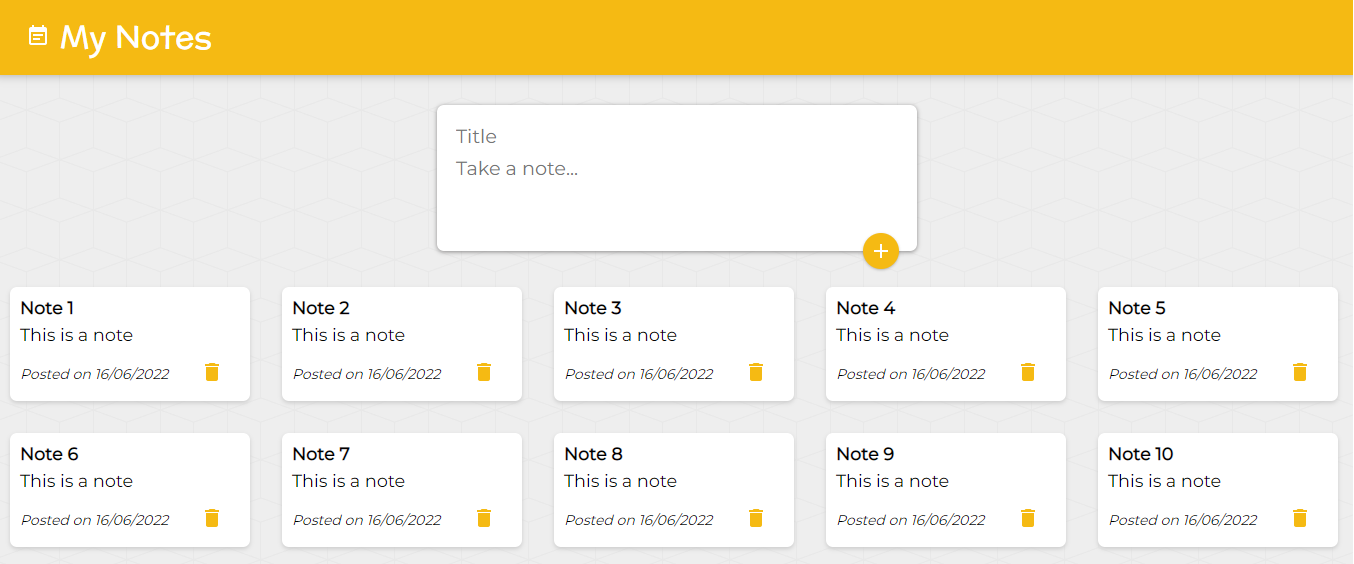 My Notes
Title
Take a note...
Note 1
This is a note
Posted on 16/06/2022
Note 2
This is a note
Posted on 16/06/2022
Note 3
This is a note
Posted on 16/06/2022
Note 4
This is a note
Posted on 16/06/2022
Note 5
This is a note
Posted on 16/06/2022
Note 6
This is a note
Posted on 16/06/2022
Note 7
This is a note
Posted on 16/06/2022
Note 8
This is a note
Posted on 16/06/2022
Note 9
This is a note
Posted on 16/06/2022
Note 10
This is a note
Posted on 16/06/2022